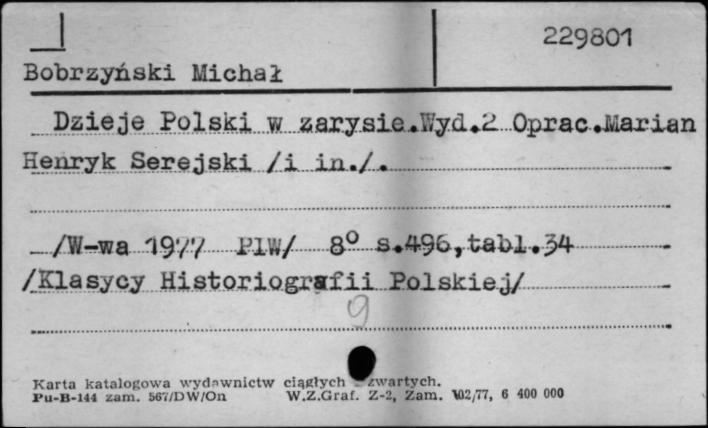 229801
Bobrzyński Michał
Dzieje Polski w zarysie.Wyd.2 Oprac.Marian
Henryk Serejski /i in./.
/W-wa 1977 PIW/ 8° s.496,tabl.34
/Klasycy Historiografii Polskiej/
9
Karta katalogowa wydawnictw ciągłych zwartych.
Pu-B-144 zam. 567/DW/On W.Z.Graf. Z-2, Zam. 102/77, 6 400 000